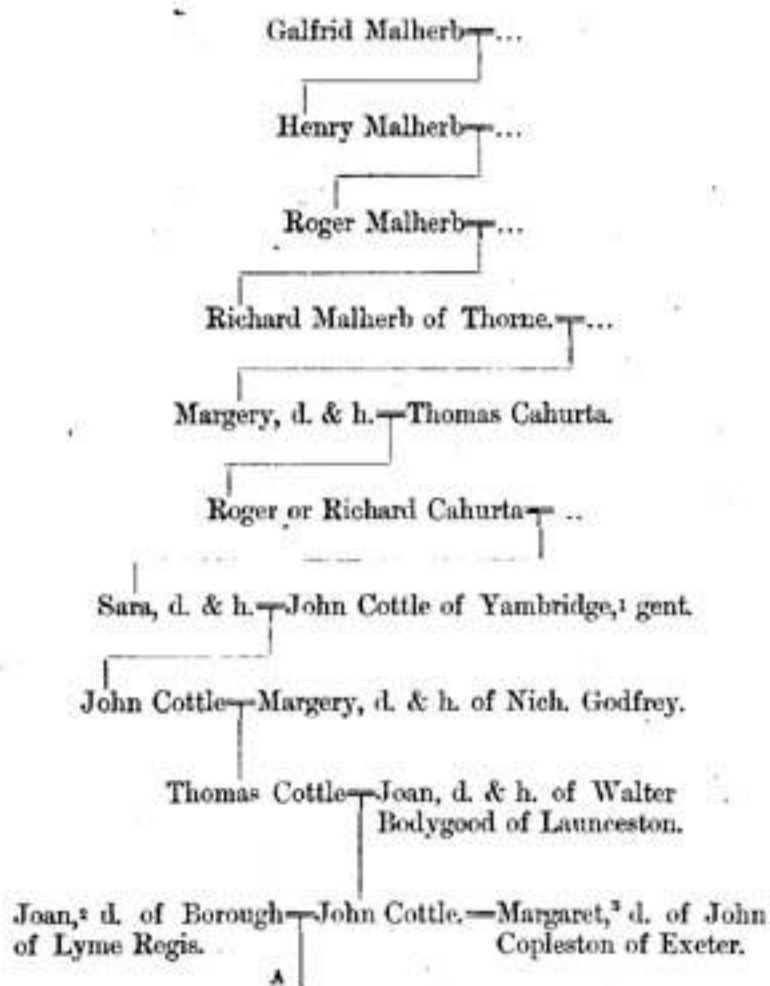 Galfrid Malherb ...
Henry Malherb ...
Roger Malherb ...
Richard Malherb of Thorne. ...
Margery, d. & h. Thomas Cahurta.
Roger or Richard Cahurta ..
Sara, d. & h. John Cottle of Yambridge,¹ gent.
John Cottle Margery, d. & h. of Nich. Godfrey.
Thomas Cottle Joan, d. & h. of Walter
Bodygood of Launceston.
Joan,² d. of Borough John Cottle. Margaret,³ d. of John
of Lyme Regis. Copleston of Exeter.
A